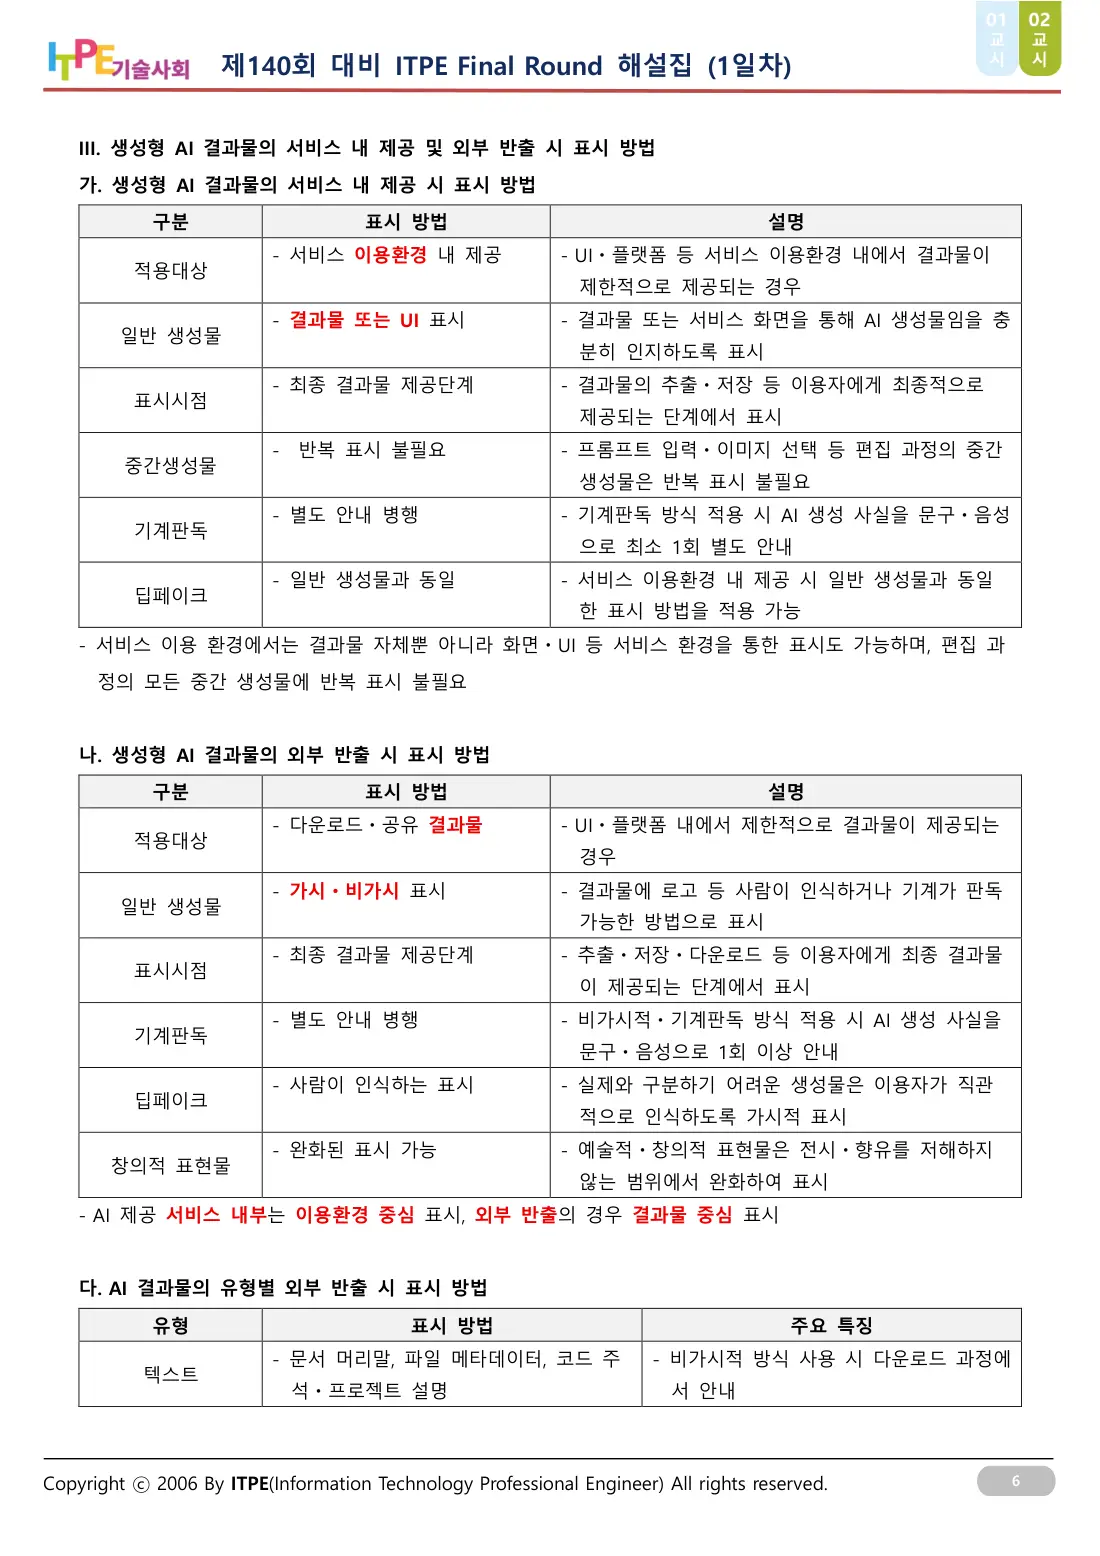 01 교 시
02 교 시
ITPE기술사회 제140회 대비 ITPE Final Round 해설집 (1일차)
III. 생성형 AI 결과물의 서비스 내 제공 및 외부 반출 시 표시 방법
가. 생성형 AI 결과물의 서비스 내 제공 시 표시 방법
구분 표시 방법 설명
적용대상
- 서비스 이용환경 내 제공
- UI・플랫폼 등 서비스 이용환경 내에서 결과물이
제한적으로 제공되는 경우
일반 생성물
- 결과물 또는 UI 표시
- 결과물 또는 서비스 화면을 통해 AI 생성물임을 충
분히 인지하도록 표시
표시시점
- 최종 결과물 제공단계
- 결과물의 추출・저장 등 이용자에게 최종적으로
제공되는 단계에서 표시
중간생성물
- 반복 표시 불필요
- 프롬프트 입력・이미지 선택 등 편집 과정의 중간
생성물은 반복 표시 불필요
기계판독
- 별도 안내 병행
- 기계판독 방식 적용 시 AI 생성 사실을 문구・음성
으로 최소 1회 별도 안내
딥페이크
- 일반 생성물과 동일
- 서비스 이용환경 내 제공 시 일반 생성물과 동일
한 표시 방법을 적용 가능
- 서비스 이용 환경에서는 결과물 자체뿐 아니라 화면・UI 등 서비스 환경을 통한 표시도 가능하며, 편집 과
정의 모든 중간 생성물에 반복 표시 불필요
나. 생성형 AI 결과물의 외부 반출 시 표시 방법
구분 표시 방법 설명
적용대상
- 다운로드・공유 결과물
- UI・플랫폼 내에서 제한적으로 결과물이 제공되는
경우
일반 생성물
- 가시・비가시 표시
- 결과물에 로고 등 사람이 인식하거나 기계가 판독
가능한 방법으로 표시
표시시점
- 최종 결과물 제공단계
- 추출・저장・다운로드 등 이용자에게 최종 결과물
이 제공되는 단계에서 표시
기계판독
- 별도 안내 병행
- 비가시적・기계판독 방식 적용 시 AI 생성 사실을
문구・음성으로 1회 이상 안내
딥페이크
- 사람이 인식하는 표시
- 실제와 구분하기 어려운 생성물은 이용자가 직관
적으로 인식하도록 가시적 표시
창의적 표현물
- 완화된 표시 가능
- 예술적・창의적 표현물은 전시・향유를 저해하지
않는 범위에서 완화하여 표시
- AI 제공 서비스 내부는 이용환경 중심 표시, 외부 반출의 경우 결과물 중심 표시
다. AI 결과물의 유형별 외부 반출 시 표시 방법
유형 표시 방법 주요 특징
텍스트
- 문서 머리말, 파일 메타데이터, 코드 주
석・프로젝트 설명
- 비가시적 방식 사용 시 다운로드 과정에
서 안내
Copyright ⓒ 2006 By ITPE(Information Technology Professional Engineer) All rights reserved.
6